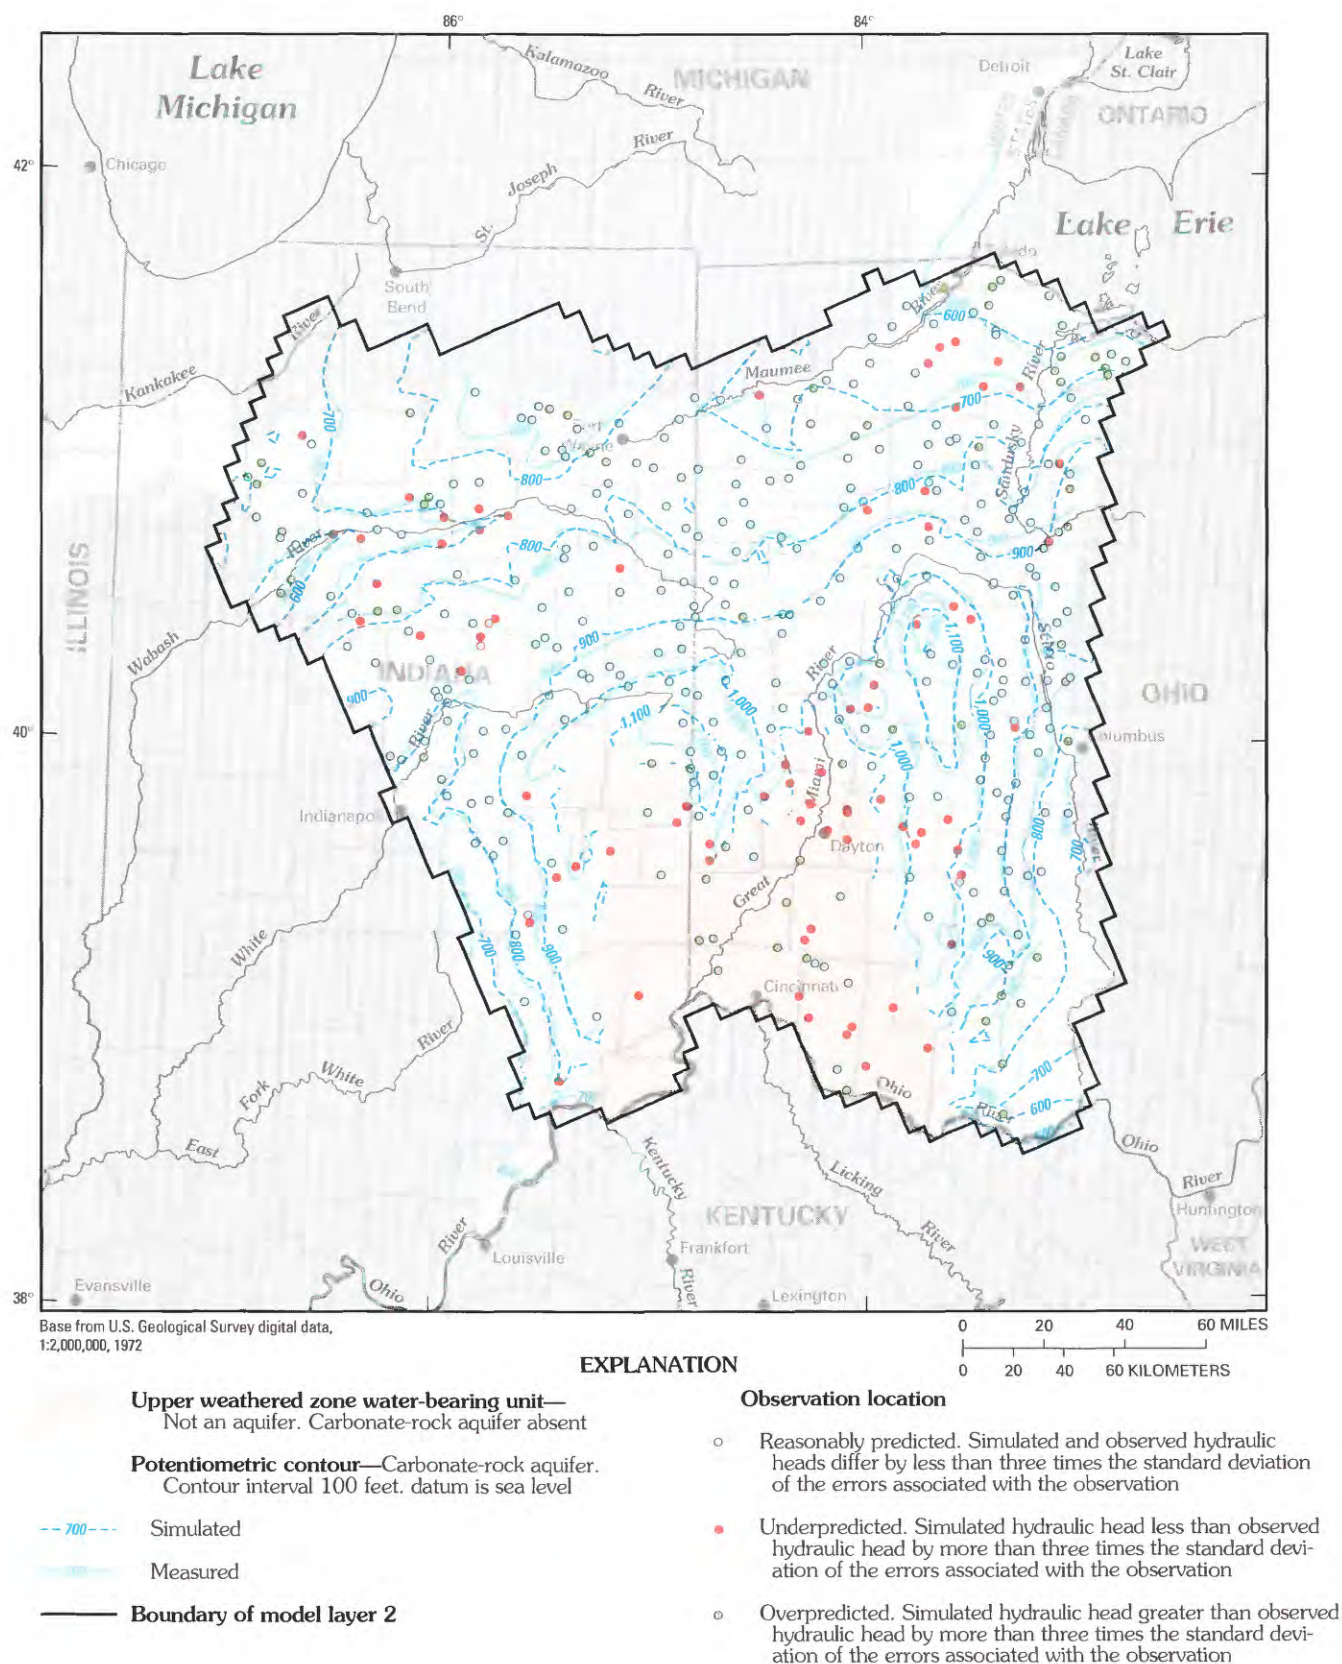 86°
84°
Lake
Michigan
Kalamazoo
River
MICHIGAN
Detroit
Lake
St. Clair
UNITED
STATES
CANADA
ONTARIO
42°
Chicago
St.
Joseph
River
Lake Erie
South
Bend
River
Kankakee
River
600
Maumee
River
700
700
Sandusky
Wayne
800
800
River
800
900
600
ILLINOIS
Wabash
900
1,100
INDIANA
River
OHIO
900
1,000
1,000
River
1,100
40°
Columbus
1,000
Miami
Indianapo
800
700
River
Dayton
Great
White
700
800
900
900
Cincinnati
River
White
Fork
East
700
Ohio
600
River
Ohio
River
Kentucky
Licking
River
KENTUCKY
Huntington
WEST
VIRGINIA
River
Louisville
Frankfort
River
Evansville
Ohio
Lexington
38°
Base from U.S. Geological Survey digital data,
1:2,000,000, 1972
0 20 40 60 MILES
0 20 40 60 KILOMETERS
EXPLANATION
Upper weathered zone water-bearing unit—
Not an aquifer. Carbonate-rock aquifer absent
Potentiometric contour—Carbonate-rock aquifer.
Contour interval 100 feet. datum is sea level
700 Simulated
Measured
Boundary of model layer 2
Observation location
Reasonably predicted. Simulated and observed hydraulic
heads differ by less than three times the standard deviation
of the errors associated with the observation
Underpredicted. Simulated hydraulic head less than observed
hydraulic head by more than three times the standard devi-
ation of the errors associated with the observation
Overpredicted. Simulated hydraulic head greater than observed
hydraulic head by more than three times the standard devi-
ation of the errors associated with the observation